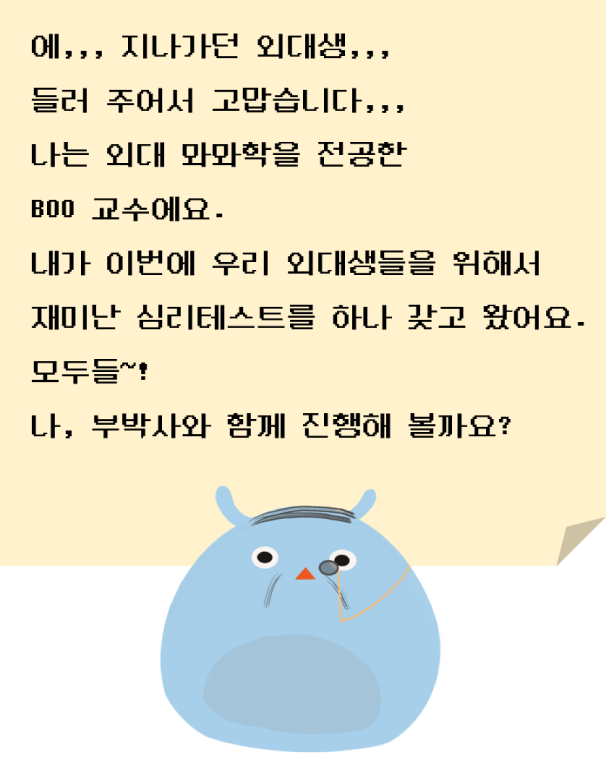 에,,, 지나가던 외대생,,,
들러 주어서 고맙습니다,,,
나는 외대 뫄뫄학을 전공한
BOO 교수에요.
내가 이번에 우리 외대생들을 위해서
재미난 심리테스트를 하나 갖고 왔어요.
모두들~!
나, 부박사와 함께 진행해 볼까요?